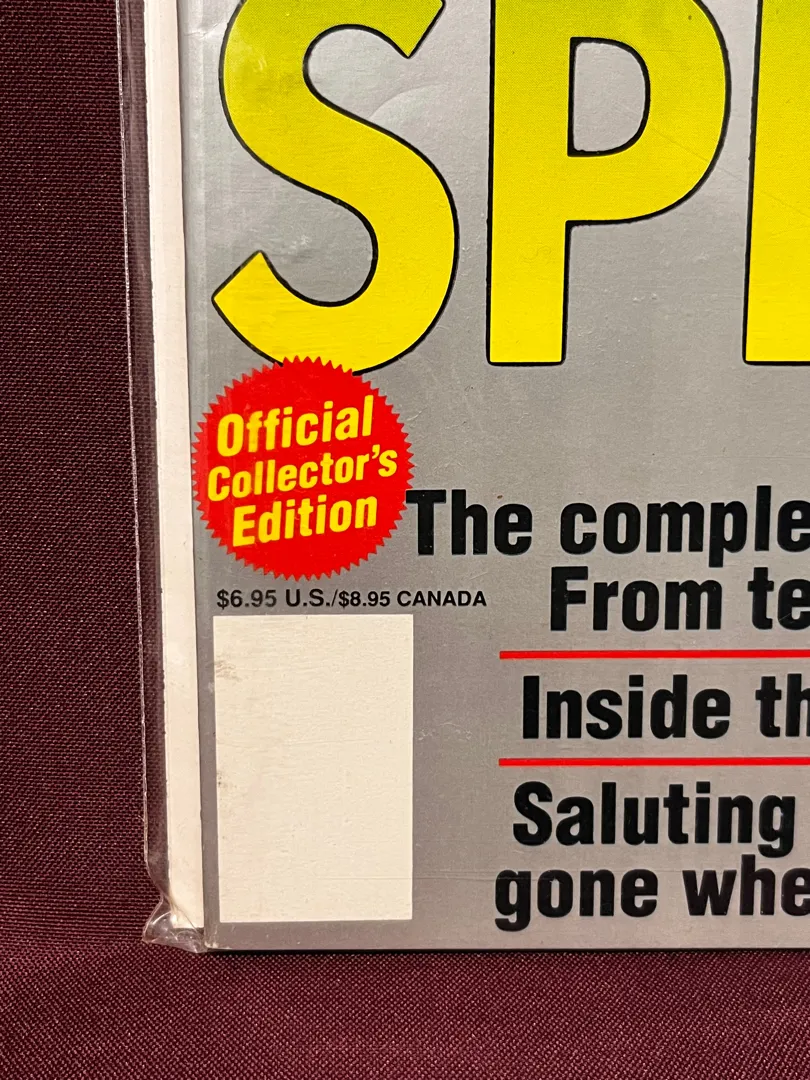 SP
Official
Collector's
Edition
$6.95 U.S./$8.95 CANADA
The comple
From te
Inside th
Saluting
gone whe